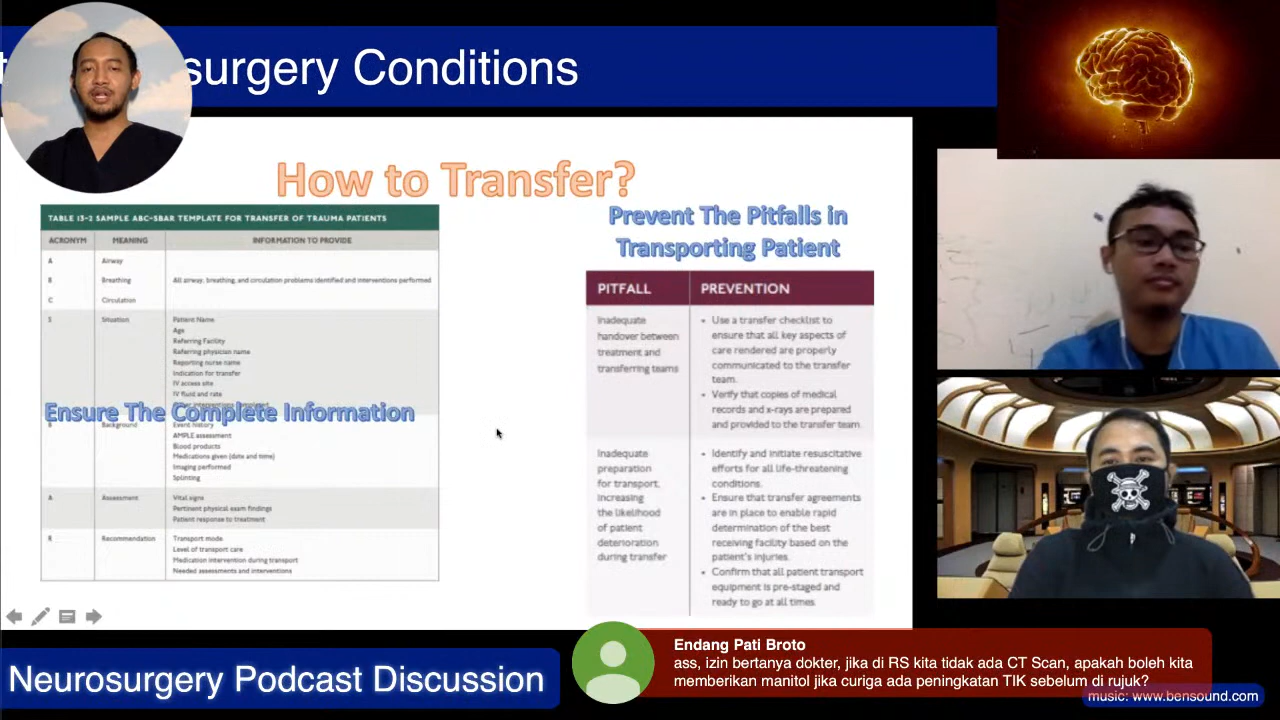 surgery Conditions
How to Transfer?
TABLE 13-2 SAMPLE ABC-SBAR TEMPLATE FOR TRANSFER OF TRAUMA PATIENTS
ACRONYM MEANING INFORMATION TO PROVIDE
A Airway
B Breathing All airway, breathing, and circulation problems identified and interventions performed
C Circulation
S Situation Patient Name
Age
Referring Facility
Referring physician name
Reporting nurse name
Indication for transfer
IV access site
IV fluid and rate
Ensure The Complete Information
B Background Event history
AMPLE assessment
Blood products
Medications given (date and time)
Imaging performed
Splinting
A Assessment Vital signs
Pertinent physical exam findings
Patient response to treatment
R Recommendation Transport mode
Level of transport care
Medication intervention during transport
Needed assessments and interventions
Prevent The Pitfalls in
Transporting Patient
PITFALL PREVENTION
Inadequate
handover between
treatment and
transferring teams
• Use a transfer checklist to
ensure that all key aspects of
care rendered are properly
communicated to the transfer
team.
• Verify that copies of medical
records and x-rays are prepared
and provided to the transfer team.
Inadequate
preparation
for transport,
increasing
the likelihood
of patient
deterioration
during transfer
• Identify and initiate resuscitative
efforts for all life-threatening
conditions.
• Ensure that transfer agreements
are in place to enable rapid
determination of the best
receiving facility based on the
patient's injuries.
• Confirm that all patient transport
equipment is pre-staged and
ready to go at all times.
Neurosurgery Podcast Discussion
Endang Pati Broto
ass, izin bertanya dokter, jika di RS kita tidak ada CT Scan, apakah boleh kita
memberikan manitol jika curiga ada peningkatan TIK sebelum di rujuk?
music: www.bensound.com